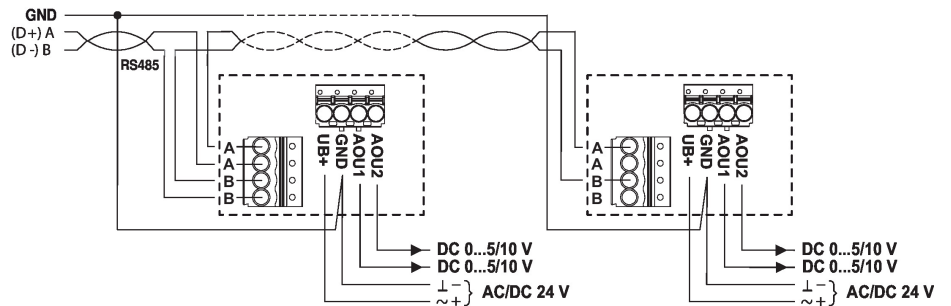 GND
(D+) A
(D -) B
RS485
A
A
B
B
UB+
GND
AOU1
AOU2
DC 0...5/10 V
DC 0...5/10 V
⊥ −
~ +
} AC/DC 24 V
A
A
B
B
UB+
GND
AOU1
AOU2
DC 0...5/10 V
DC 0...5/10 V
⊥ −
~ +
} AC/DC 24 V